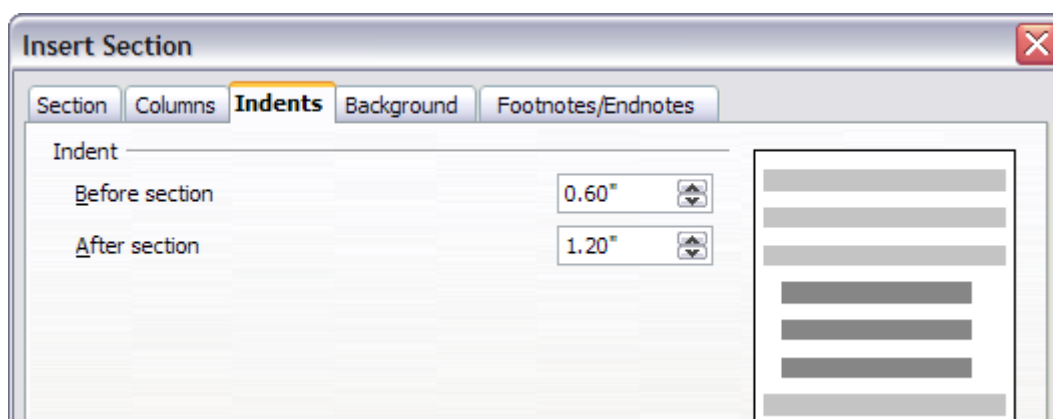 Insert Section
Section Columns Indents Background Footnotes/Endnotes
Indent
Before section 0.60"
After section 1.20"